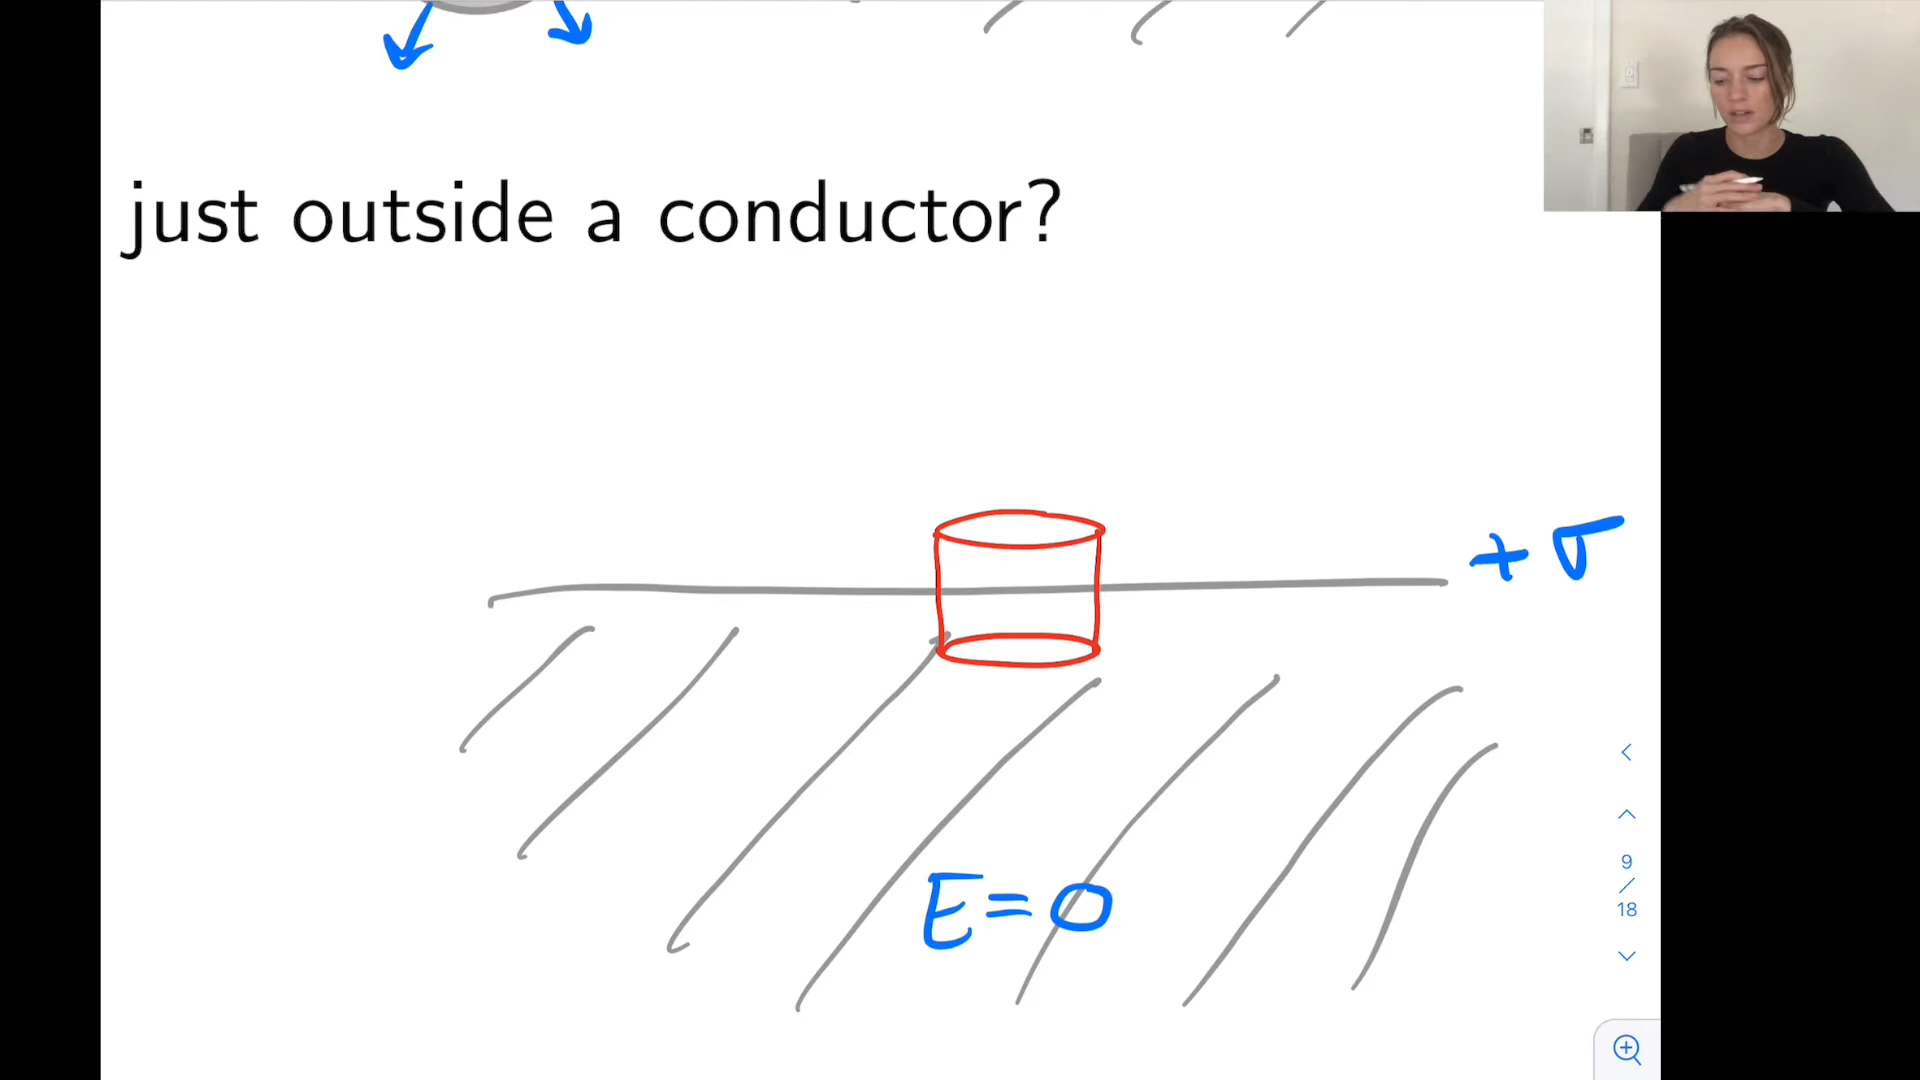 just outside a conductor?
+ σ
E = 0
9
/
18